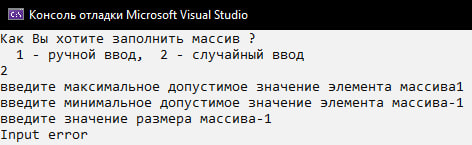 Консоль отладки Microsoft Visual Studio
Как Вы хотите заполнить массив ?
  1 - ручной ввод,  2 - случайный ввод
2
введите максимальное допустимое значение элемента массива1
введите минимальное допустимое значение элемента массива-1
введите значение размера массива-1
Input error